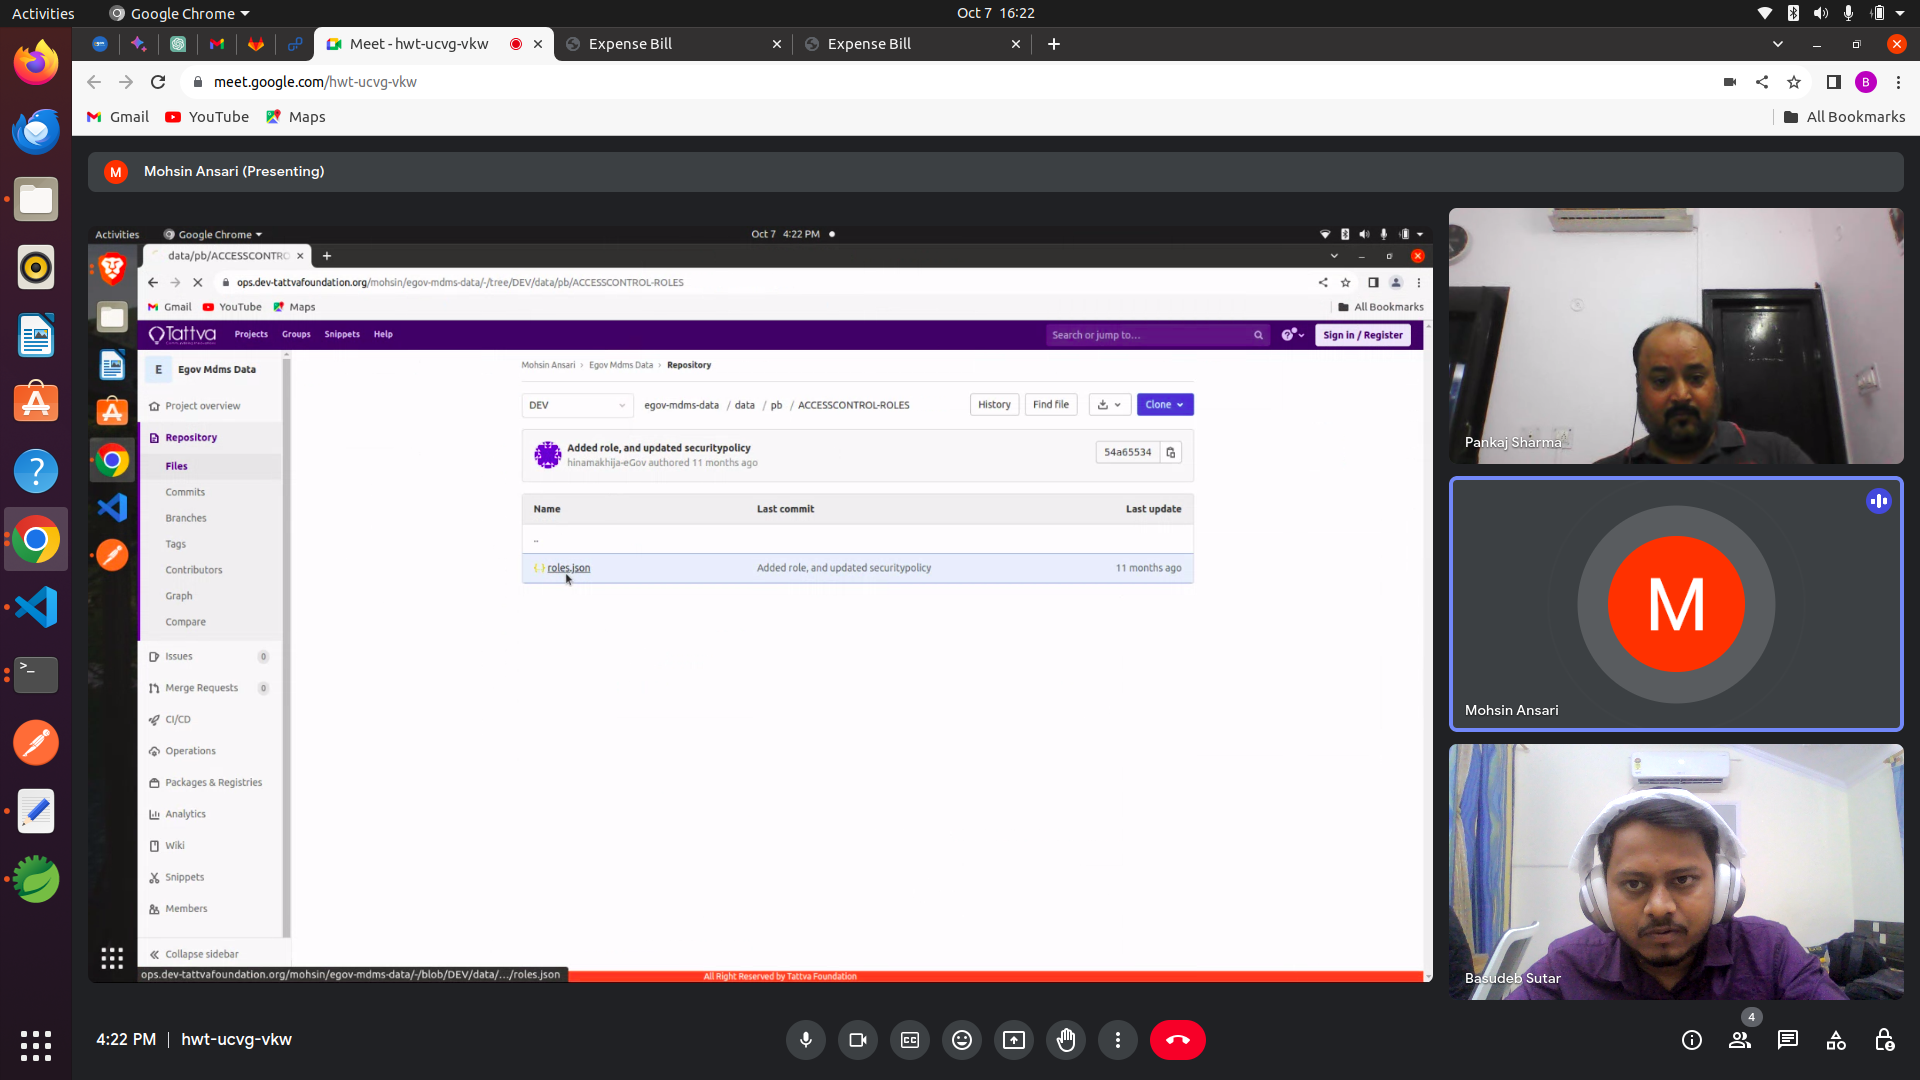 Activities Google Chrome Oct 7 16:22
Meet - hwt-ucvg-vkw Expense Bill Expense Bill
meet.google.com/hwt-ucvg-vkw B
Gmail YouTube Maps All Bookmarks
M Mohsin Ansari (Presenting)
Activities Google Chrome Oct 7 4:22 PM
data/pb/ACCESSCONTRO
ops.dev-tattvafoundation.org/mohsin/egov-mdms-data/-/tree/DEV/data/pb/ACCESSCONTROL-ROLES
Gmail YouTube Maps All Bookmarks
Tattva Projects Groups Snippets Help Search or jump to... Sign in / Register
E Egov Mdms Data
Mohsin Ansari › Egov Mdms Data › Repository
Project overview
DEV egov-mdms-data / data / pb / ACCESSCONTROL-ROLES History Find file Clone
Repository
Added role, and updated securitypolicy
hinamakhija-eGov authored 11 months ago
54a65534
Files
Commits
Branches
Tags
Contributors
Graph
Compare
Name Last commit Last update
..
roles.json Added role, and updated securitypolicy 11 months ago
Issues 0
Merge Requests 0
CI/CD
Operations
Packages & Registries
Analytics
Wiki
Snippets
Members
Collapse sidebar
ops.dev-tattvafoundation.org/mohsin/egov-mdms-data/-/blob/DEV/data/.../roles.json
All Right Reserved by Tattva Foundation
Pankaj Sharma
M
Mohsin Ansari
Basudeb Sutar
4:22 PM | hwt-ucvg-vkw
4